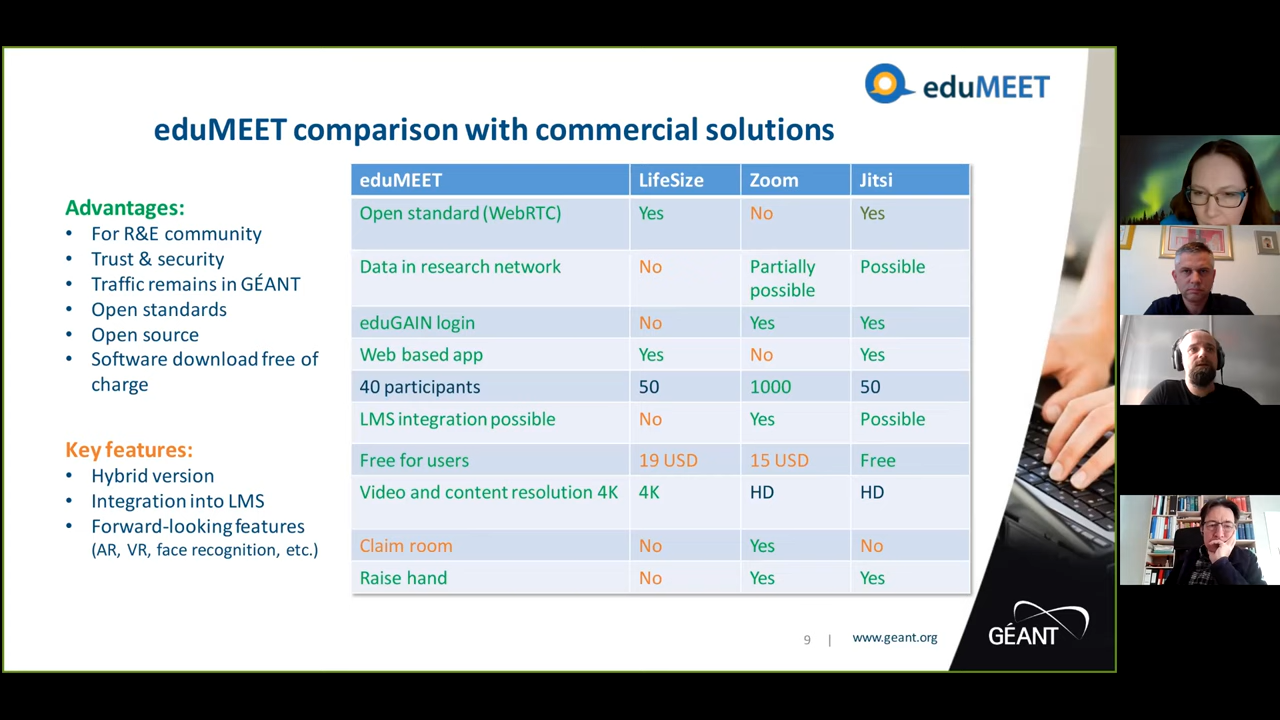 eduMEET
eduMEET comparison with commercial solutions
Advantages:
• For R&E community
• Trust & security
• Traffic remains in GÉANT
• Open standards
• Open source
• Software download free of
charge
Key features:
• Hybrid version
• Integration into LMS
• Forward-looking features
(AR, VR, face recognition, etc.)
eduMEET LifeSize Zoom Jitsi
Open standard (WebRTC) Yes No Yes
Data in research network No Partially possible Possible
eduGAIN login No Yes Yes
Web based app Yes No Yes
40 participants 50 1000 50
LMS integration possible No Yes Possible
Free for users 19 USD 15 USD Free
Video and content resolution 4K 4K HD HD
Claim room No Yes No
Raise hand No Yes Yes
9 | www.geant.org
GÉANT